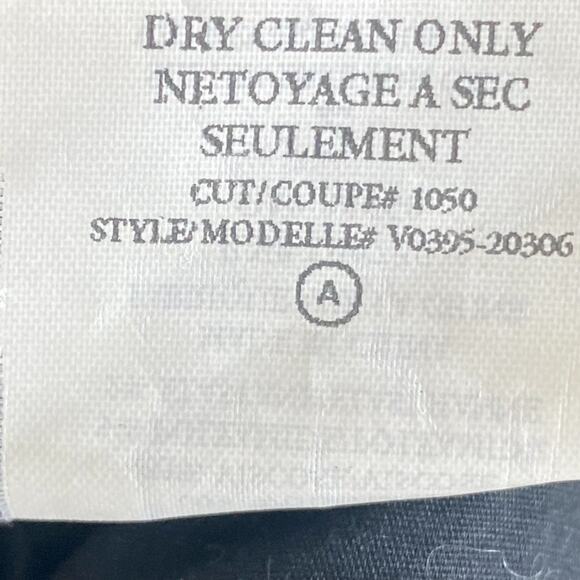 DRY CLEAN ONLY
NETOYAGE A SEC
SEULEMENT
CUT/COUPE# 1050
STYLE/MODELLE# V0395-20306
A